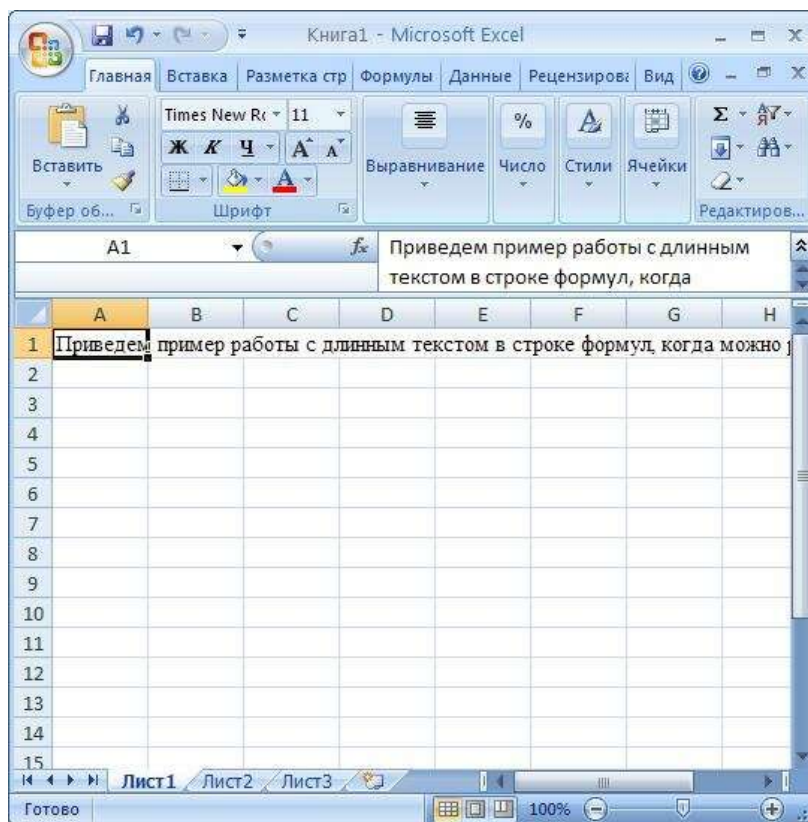 Книга1 - Microsoft Excel
Главная Вставка Разметка стр Формулы Данные Рецензирова Вид
Times New Ro 11
Вставить
Ж К Ч А А
Выравнивание
%
Число
Стили
Ячейки
Σ
А Я
Буфер об... Шрифт Редактиров...
A1 fx Приведем пример работы с длинным
текстом в строке формул, когда
A B C D E F G H
1 Приведем пример работы с длинным текстом в строке формул, когда можно
2
3
4
5
6
7
8
9
10
11
12
13
14
15
Лист1 Лист2 Лист3
Готово 100%